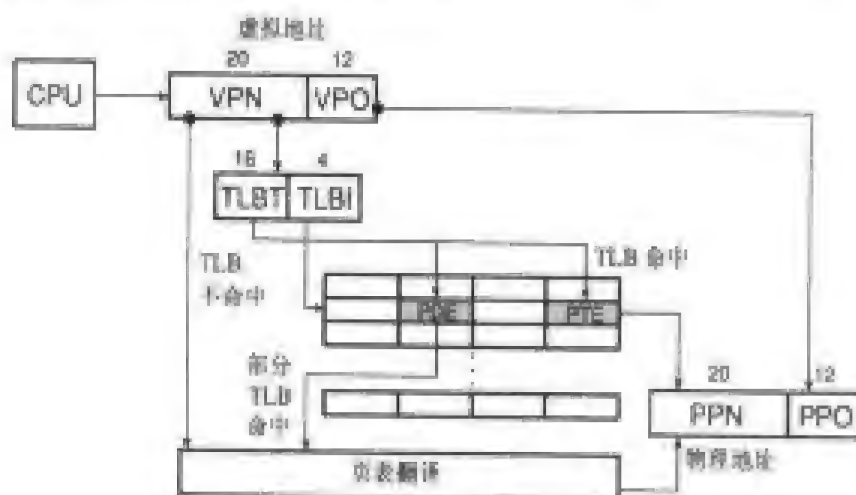 虚拟地址
20 12
CPU
VPN VPO
16 4
TLBT TLBI
TLB
不命中
TLB 命中
PDE PTE
部分
TLB
命中
20 12
PPN PPO
物理地址
页表翻译